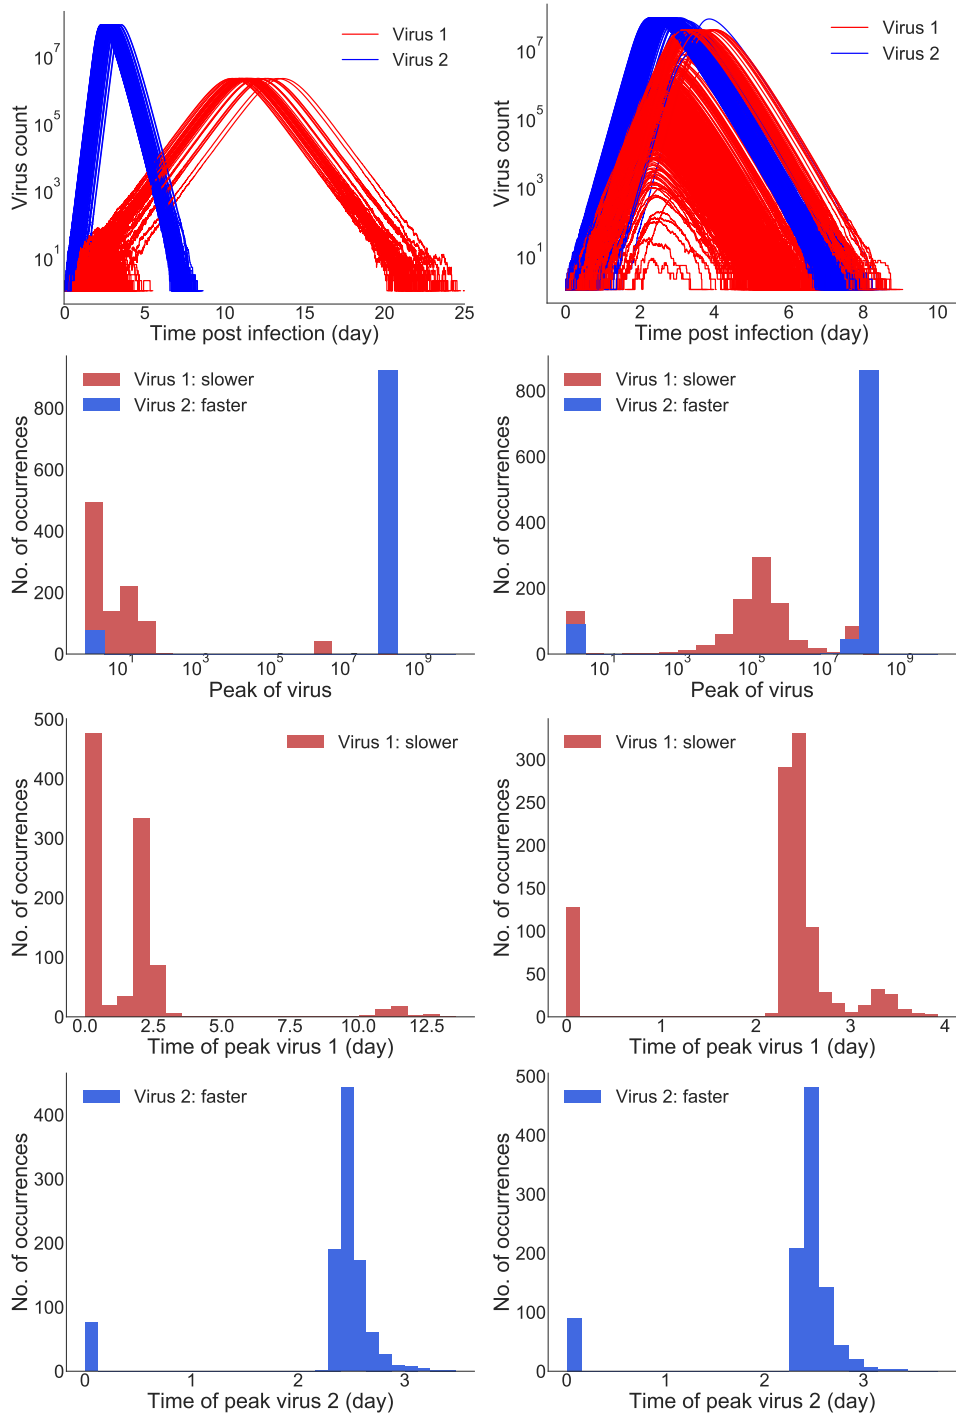 Virus count
10^7
10^5
10^3
10^1
Virus 1
Virus 2
0 5 10 15 20 25
Time post infection (day)
Virus count
10^7
10^5
10^3
10^1
Virus 1
Virus 2
0 2 4 6 8 10
Time post infection (day)
No. of occurrences
800
600
400
200
0
Virus 1: slower
Virus 2: faster
10^1 10^3 10^5 10^7 10^9
Peak of virus
No. of occurrences
800
600
400
200
0
Virus 1: slower
Virus 2: faster
10^1 10^3 10^5 10^7 10^9
Peak of virus
No. of occurrences
500
400
300
200
100
0
Virus 1: slower
0.0 2.5 5.0 7.5 10.0 12.5
Time of peak virus 1 (day)
No. of occurrences
300
250
200
150
100
50
0
Virus 1: slower
0 1 2 3 4
Time of peak virus 1 (day)
No. of occurrences
400
300
200
100
0
Virus 2: faster
0 1 2 3
Time of peak virus 2 (day)
No. of occurrences
500
400
300
200
100
0
Virus 2: faster
0 1 2 3
Time of peak virus 2 (day)